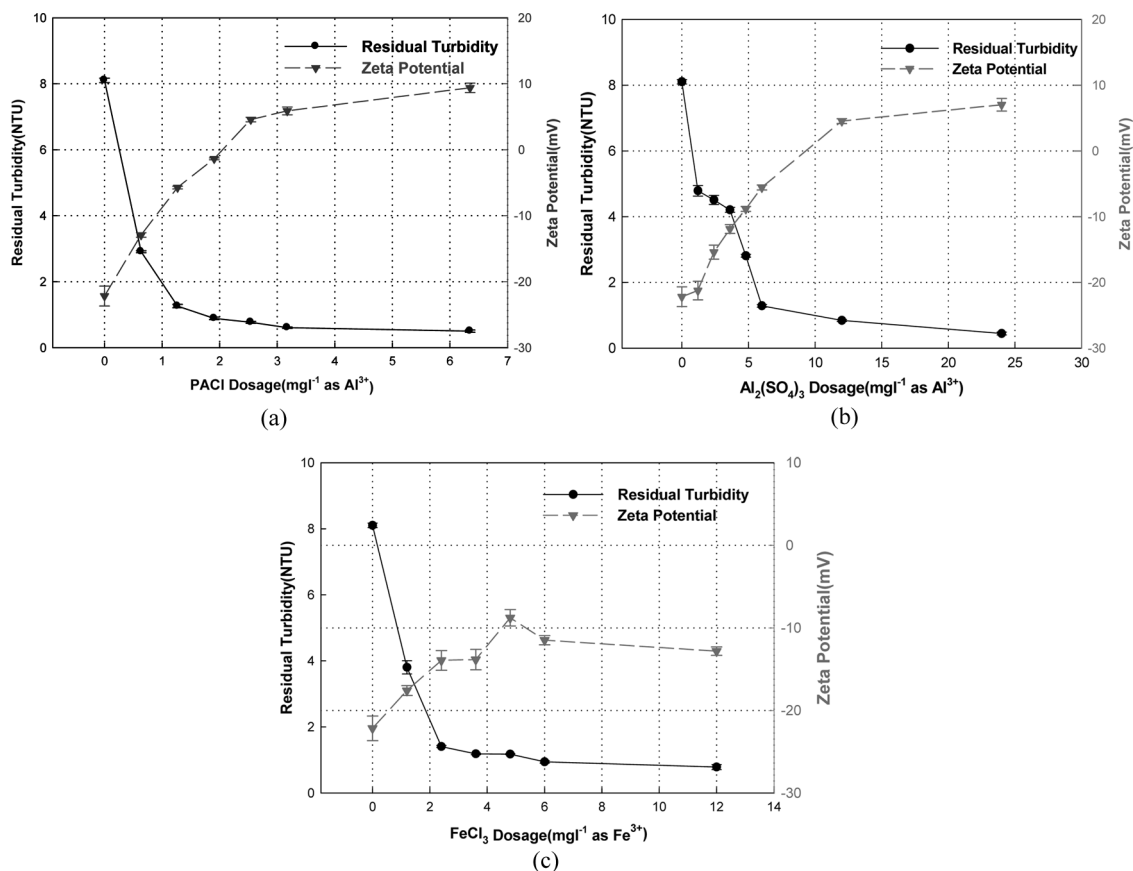 10
8
6
4
2
0
Residual Turbidity(NTU)
Residual Turbidity
Zeta Potential
20
10
0
-10
-20
-30
Zeta Potential(mV)
0 1 2 3 4 5 6 7
PACl Dosage(mgl⁻¹ as Al³⁺)
(a)
10
8
6
4
2
0
Residual Turbidity(NTU)
Residual Turbidity
Zeta Potential
20
10
0
-10
-20
-30
Zeta Potential(mV)
0 5 10 15 20 25 30
Al₂(SO₄)₃ Dosage(mgl⁻¹ as Al³⁺)
(b)
10
8
6
4
2
0
Residual Turbidity(NTU)
Residual Turbidity
Zeta Potential
10
0
-10
-20
-30
Zeta Potential(mV)
0 2 4 6 8 10 12 14
FeCl₃ Dosage(mgl⁻¹ as Fe³⁺)
(c)